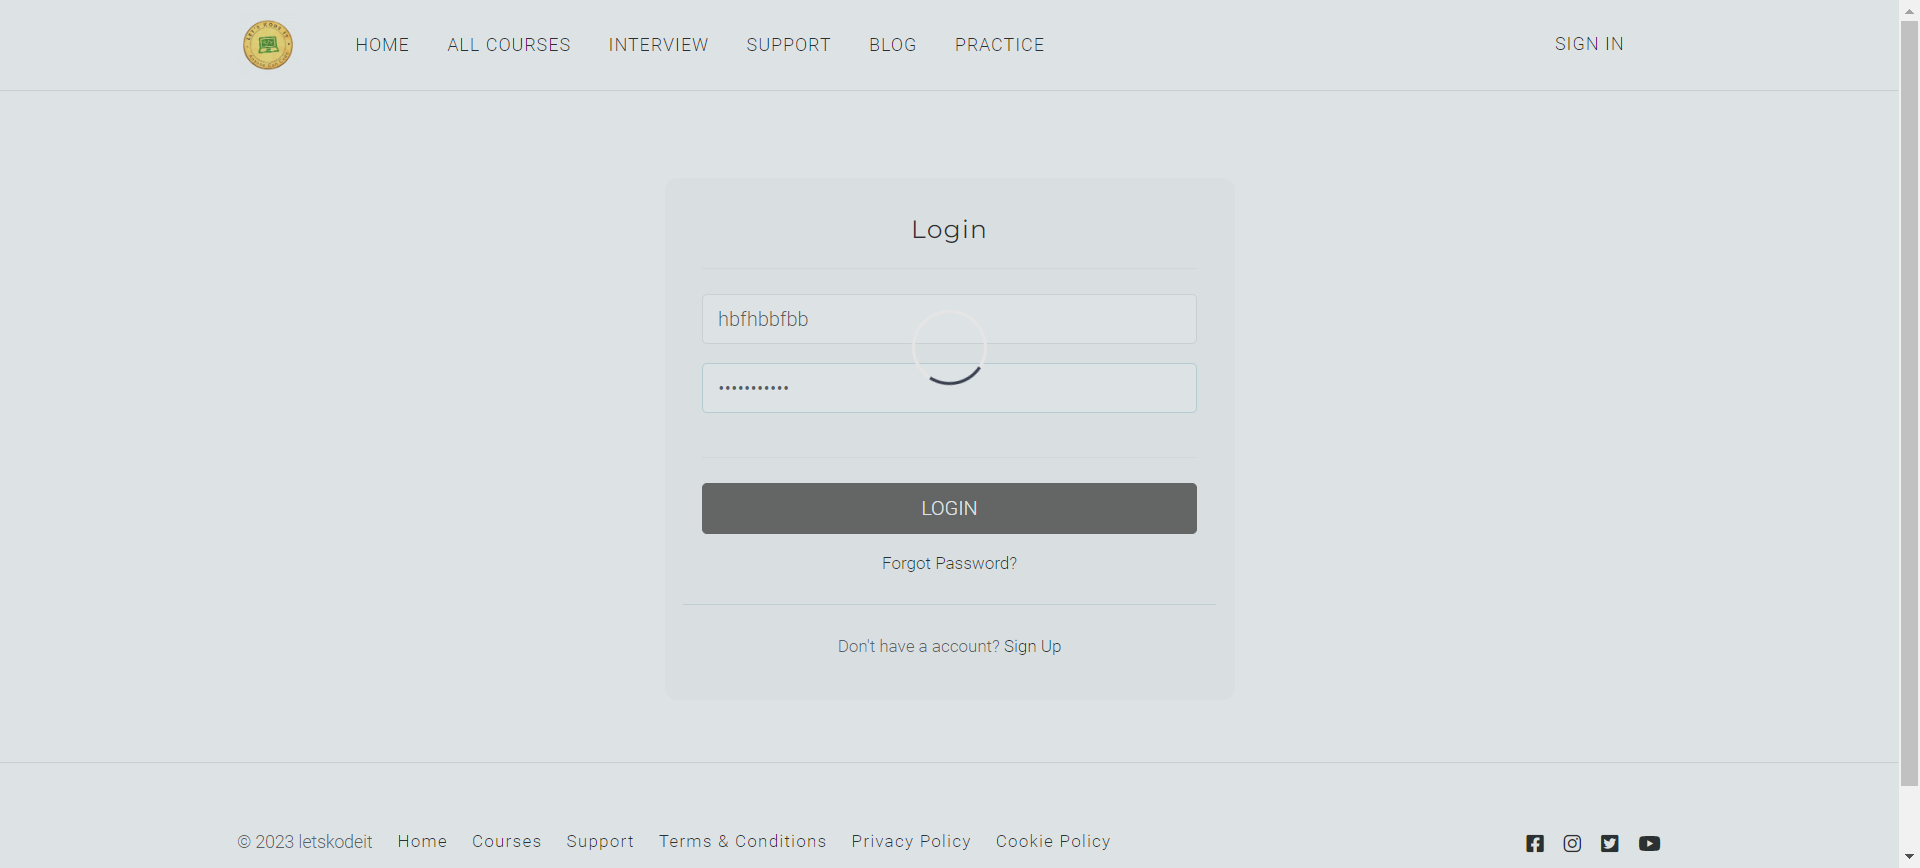 HOME ALL COURSES INTERVIEW SUPPORT BLOG PRACTICE SIGN IN
Login
hbfhbbfbb
•••••••••••
LOGIN
Forgot Password?
Don't have a account? Sign Up
© 2023 letskodeit Home Courses Support Terms & Conditions Privacy Policy Cookie Policy